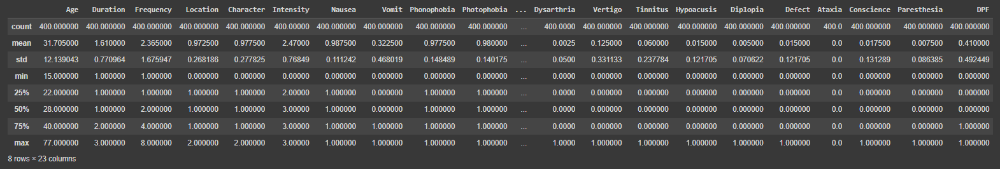 Age Duration Frequency Location Character Intensity Nausea Vomit Phonophobia Photophobia ... Dysarthria Vertigo Tinnitus Hypoacusis Diplopia Defect Ataxia Conscience Paresthesia DPF
count 400.000000 400.000000 400.000000 400.000000 400.000000 400.00000 400.000000 400.000000 400.000000 400.000000 ... 400.0000 400.000000 400.000000 400.000000 400.000000 400.000000 400.0 400.000000 400.000000 400.000000
mean 31.705000 1.610000 2.365000 0.972500 0.977500 2.47000 0.987500 0.322500 0.977500 0.980000 ... 0.0025 0.125000 0.060000 0.015000 0.005000 0.015000 0.0 0.017500 0.007500 0.410000
std 12.139043 0.770964 1.675947 0.268186 0.277825 0.76849 0.111242 0.468019 0.148489 0.140175 ... 0.0500 0.331133 0.237784 0.121705 0.070622 0.121705 0.0 0.131289 0.086385 0.492449
min 15.000000 1.000000 1.000000 0.000000 0.000000 0.00000 0.000000 0.000000 0.000000 0.000000 ... 0.0000 0.000000 0.000000 0.000000 0.000000 0.000000 0.0 0.000000 0.000000 0.000000
25% 22.000000 1.000000 1.000000 1.000000 1.000000 2.00000 1.000000 0.000000 1.000000 1.000000 ... 0.0000 0.000000 0.000000 0.000000 0.000000 0.000000 0.0 0.000000 0.000000 0.000000
50% 28.000000 1.000000 2.000000 1.000000 1.000000 3.00000 1.000000 0.000000 1.000000 1.000000 ... 0.0000 0.000000 0.000000 0.000000 0.000000 0.000000 0.0 0.000000 0.000000 0.000000
75% 40.000000 2.000000 4.000000 1.000000 1.000000 3.00000 1.000000 1.000000 1.000000 1.000000 ... 0.0000 0.000000 0.000000 0.000000 0.000000 0.000000 0.0 0.000000 0.000000 1.000000
max 77.000000 3.000000 8.000000 2.000000 2.000000 3.00000 1.000000 1.000000 1.000000 1.000000 ... 1.0000 1.000000 1.000000 1.000000 1.000000 1.000000 0.0 1.000000 1.000000 1.000000
8 rows × 23 columns